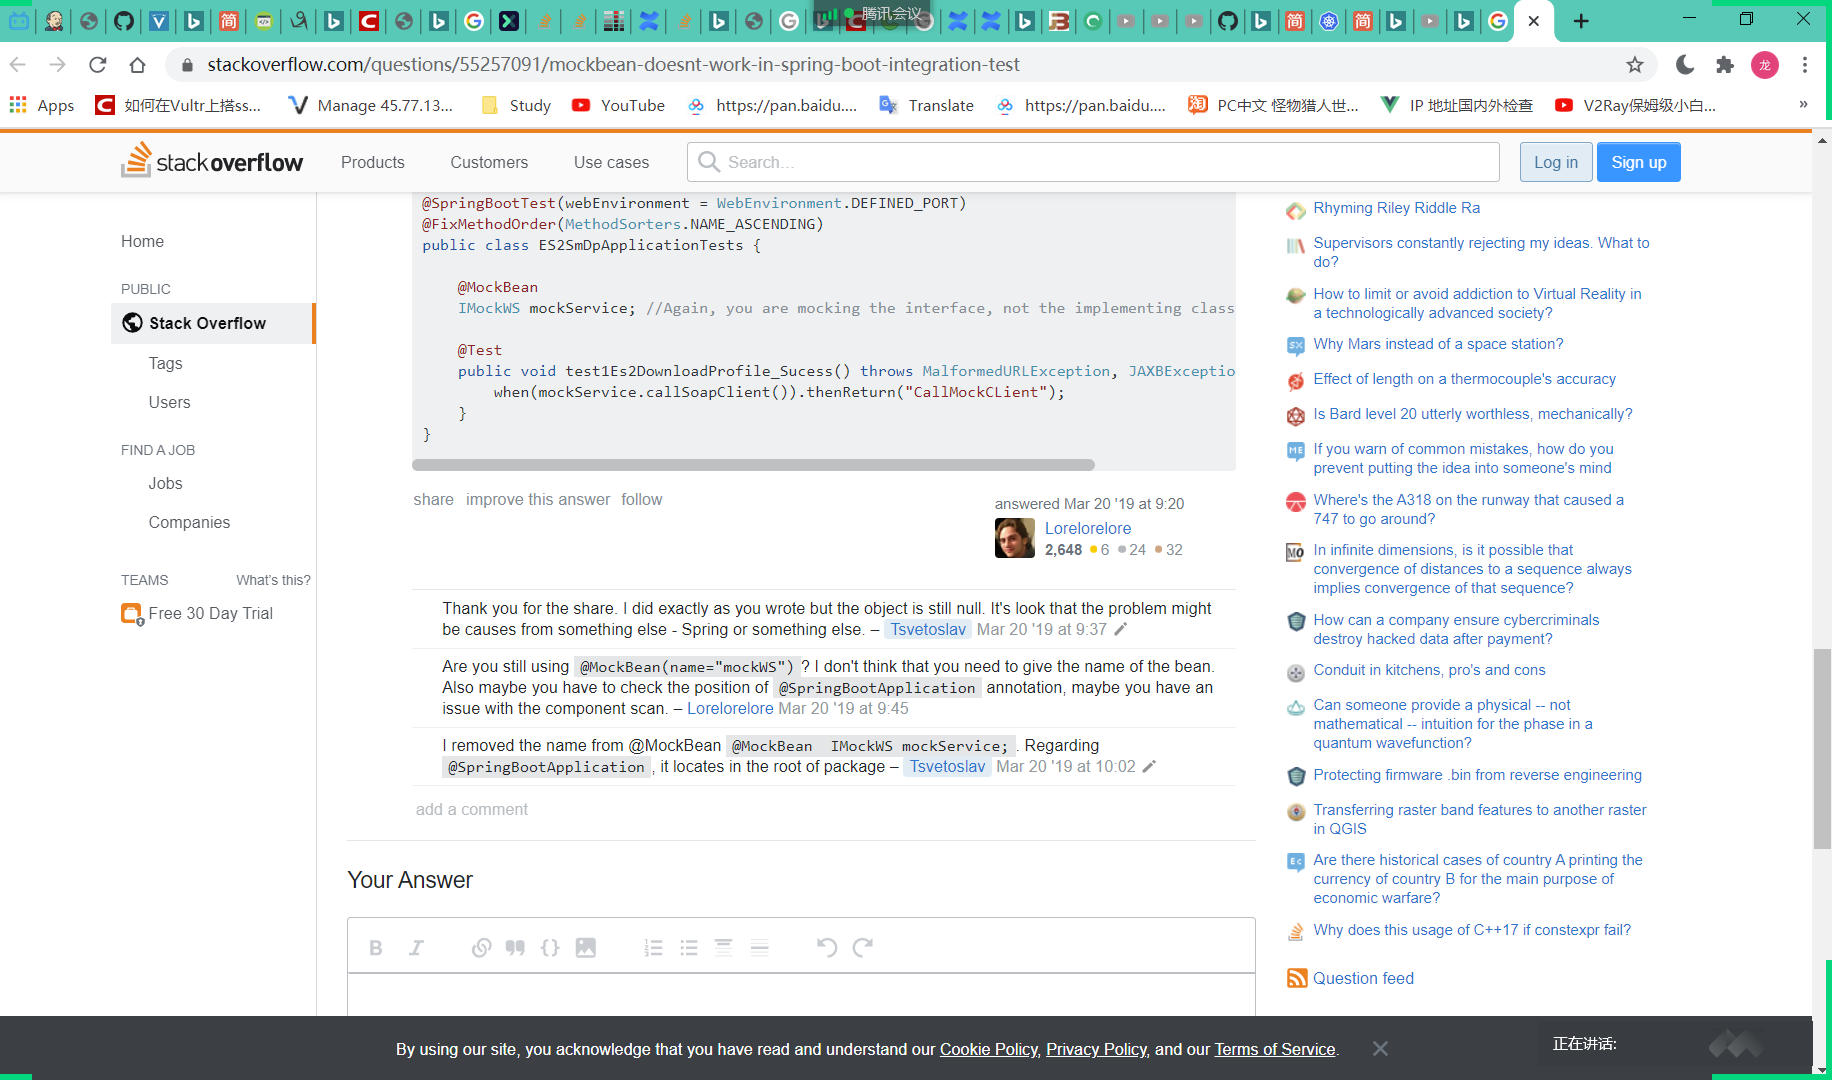 腾讯会议
stackoverflow.com/questions/55257091/mockbean-doesnt-work-in-spring-boot-integration-test
龙
Apps
如何在Vultr上搭ss...
Manage 45.77.13...
Study
YouTube
https://pan.baidu....
Translate
https://pan.baidu....
PC中文 怪物猎人世...
IP 地址国内外检查
V2Ray保姆级小白...
»
stackoverflow
Products
Customers
Use cases
Search...
Log in
Sign up
Home
PUBLIC
Stack Overflow
Tags
Users
FIND A JOB
Jobs
Companies
TEAMS
What's this?
Free 30 Day Trial
@SpringBootTest(webEnvironment = WebEnvironment.DEFINED_PORT)
@FixMethodOrder(MethodSorters.NAME_ASCENDING)
public class ES2SmDpApplicationTests {
@MockBean
IMockWS mockService; //Again, you are mocking the interface, not the implementing class
@Test
public void test1Es2DownloadProfile_Sucess() throws MalformedURLException, JAXBExceptio
when(mockService.callSoapClient()).thenReturn("CallMockCLient");
}
}
share improve this answer follow
answered Mar 20 '19 at 9:20
Lorelorelore
2,648 6 24 32
Thank you for the share. I did exactly as you wrote but the object is still null. It's look that the problem might
be causes from something else - Spring or something else. – Tsvetoslav Mar 20 '19 at 9:37
Are you still using @MockBean(name="mockWS") ? I don't think that you need to give the name of the bean.
Also maybe you have to check the position of @SpringBootApplication annotation, maybe you have an
issue with the component scan. – Lorelorelore Mar 20 '19 at 9:45
I removed the name from @MockBean @MockBean IMockWS mockService; . Regarding
@SpringBootApplication , it locates in the root of package – Tsvetoslav Mar 20 '19 at 10:02
add a comment
Your Answer
B I
Rhyming Riley Riddle Ra
Supervisors constantly rejecting my ideas. What to
do?
How to limit or avoid addiction to Virtual Reality in
a technologically advanced society?
Why Mars instead of a space station?
Effect of length on a thermocouple's accuracy
Is Bard level 20 utterly worthless, mechanically?
If you warn of common mistakes, how do you
prevent putting the idea into someone's mind
Where's the A318 on the runway that caused a
747 to go around?
In infinite dimensions, is it possible that
convergence of distances to a sequence always
implies convergence of that sequence?
How can a company ensure cybercriminals
destroy hacked data after payment?
Conduit in kitchens, pro's and cons
Can someone provide a physical -- not
mathematical -- intuition for the phase in a
quantum wavefunction?
Protecting firmware .bin from reverse engineering
Transferring raster band features to another raster
in QGIS
Are there historical cases of country A printing the
currency of country B for the main purpose of
economic warfare?
Why does this usage of C++17 if constexpr fail?
Question feed
By using our site, you acknowledge that you have read and understand our Cookie Policy, Privacy Policy, and our Terms of Service.
正在讲话: